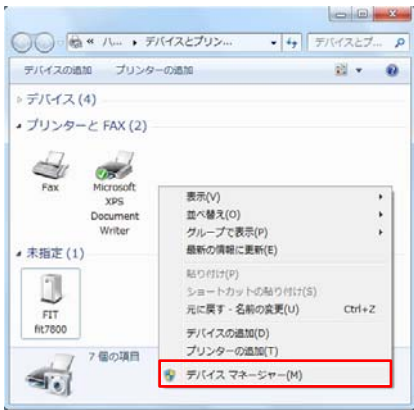 « ハ... ▸ デバイスとプリン...
デバイスとプ...
デバイスの追加 プリンターの追加
デバイス (4)
プリンターと FAX (2)
Fax
Microsoft
XPS
Document
Writer
未指定 (1)
FIT
fit7800
7 個の項目
表示(V)
並べ替え(O)
グループで表示(P)
最新の情報に更新(E)
貼り付け(P)
ショートカットの貼り付け(S)
元に戻す - 名前の変更(U) Ctrl+Z
デバイスの追加(D)
プリンターの追加(T)
デバイス マネージャー(M)